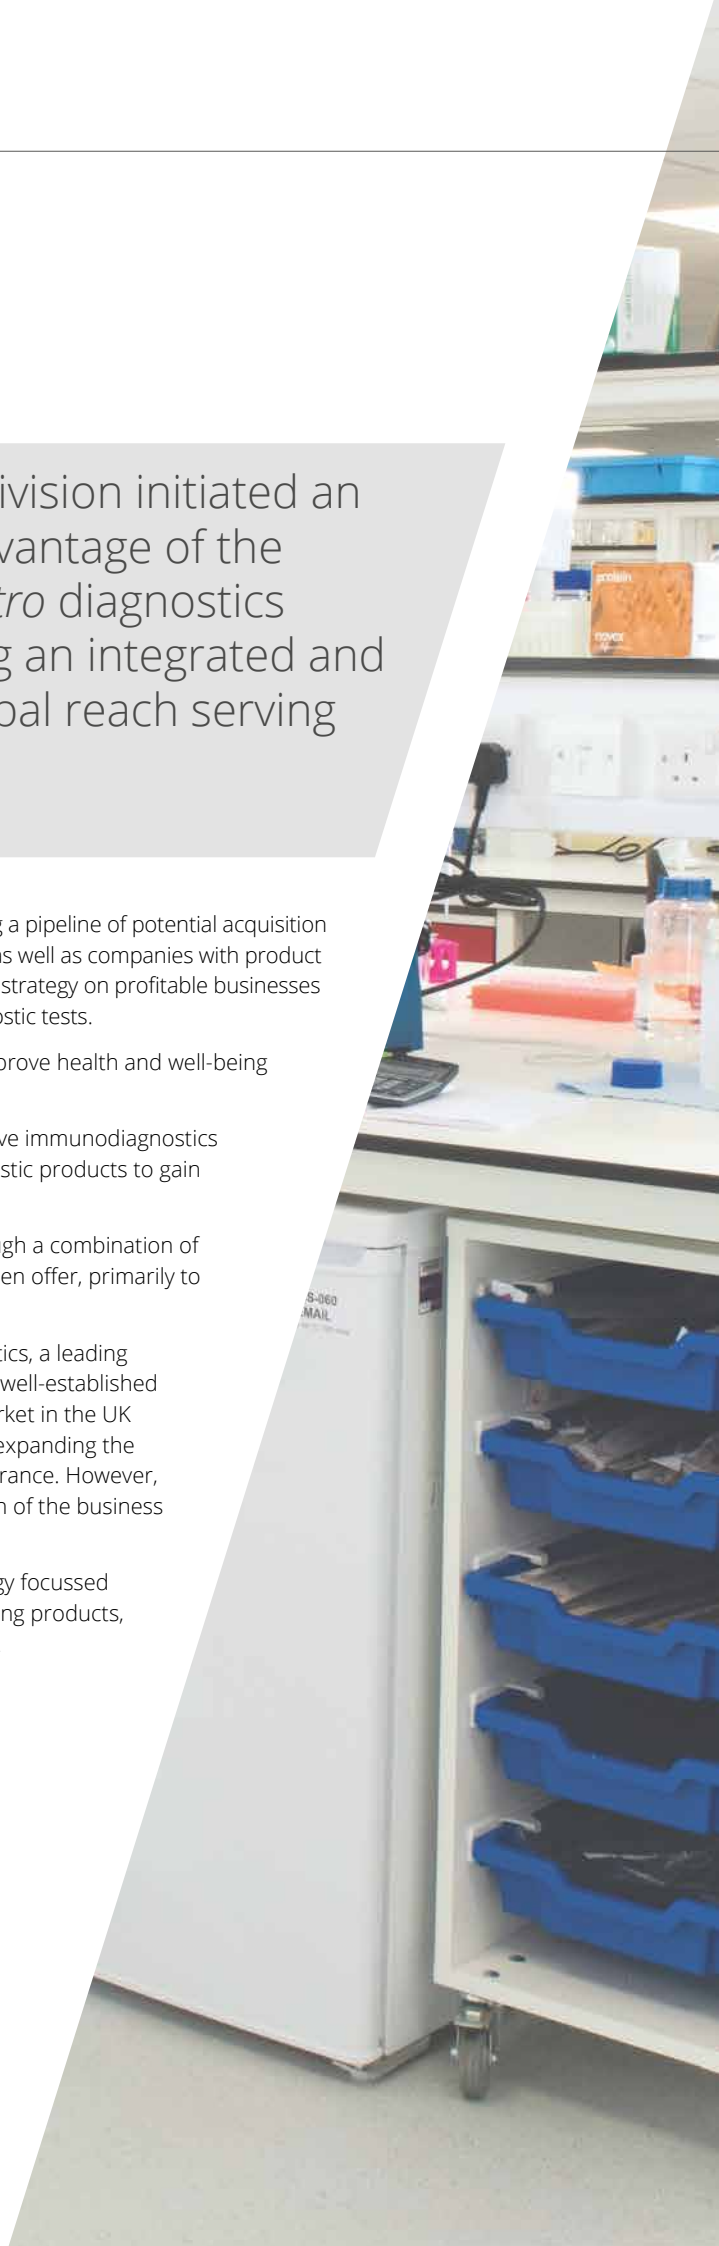 ivision initiated an
vantage of the
tro diagnostics
g an integrated and
bal reach serving
g a pipeline of potential acquisition
as well as companies with product
strategy on profitable businesses
ostic tests.
prove health and well-being
ve immunodiagnostics
stic products to gain
ugh a combination of
en offer, primarily to
tics, a leading
well-established
rket in the UK
expanding the
rance. However,
n of the business
gy focussed
ng products,
protein
novex
S-060
MAIL